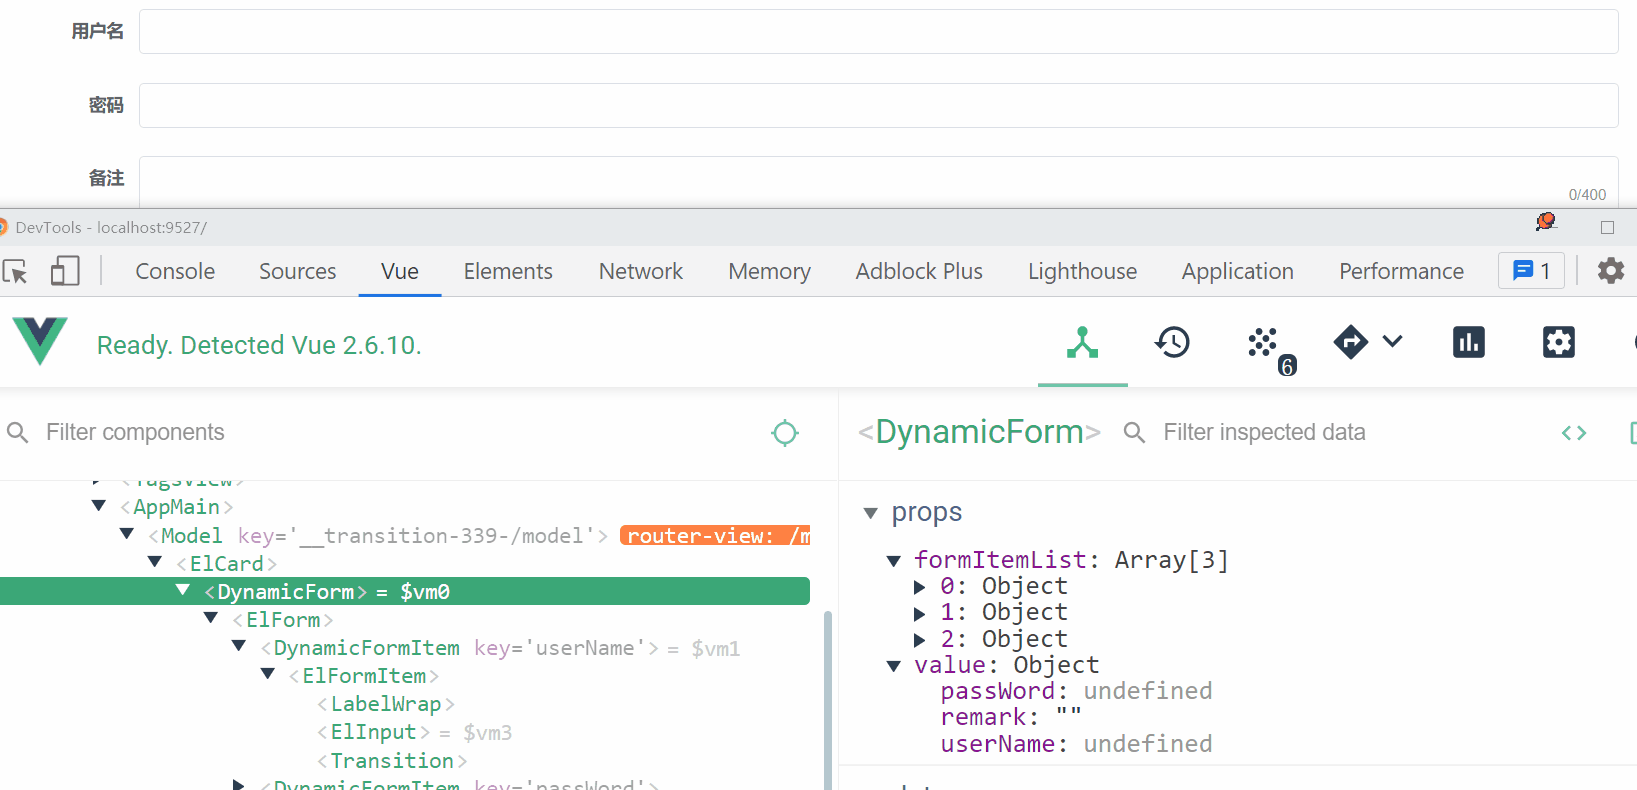 用户名
密码
备注
0/400
DevTools - localhost:9527/
Console Sources Vue Elements Network Memory Adblock Plus Lighthouse Application Performance 1
Ready. Detected Vue 2.6.10.
6
Filter components
<DynamicForm> Filter inspected data
<TagsView>
<AppMain>
<Model key='__transition-339-/model'> router-view: /m
<ElCard>
<DynamicForm> = $vm0
<ElForm>
<DynamicFormItem key='userName'> = $vm1
<ElFormItem>
<LabelWrap>
<ElInput> = $vm3
<Transition>
<DynamicFormItem key='passWord'>
props
formItemList: Array[3]
0: Object
1: Object
2: Object
value: Object
passWord: undefined
remark: ""
userName: undefined